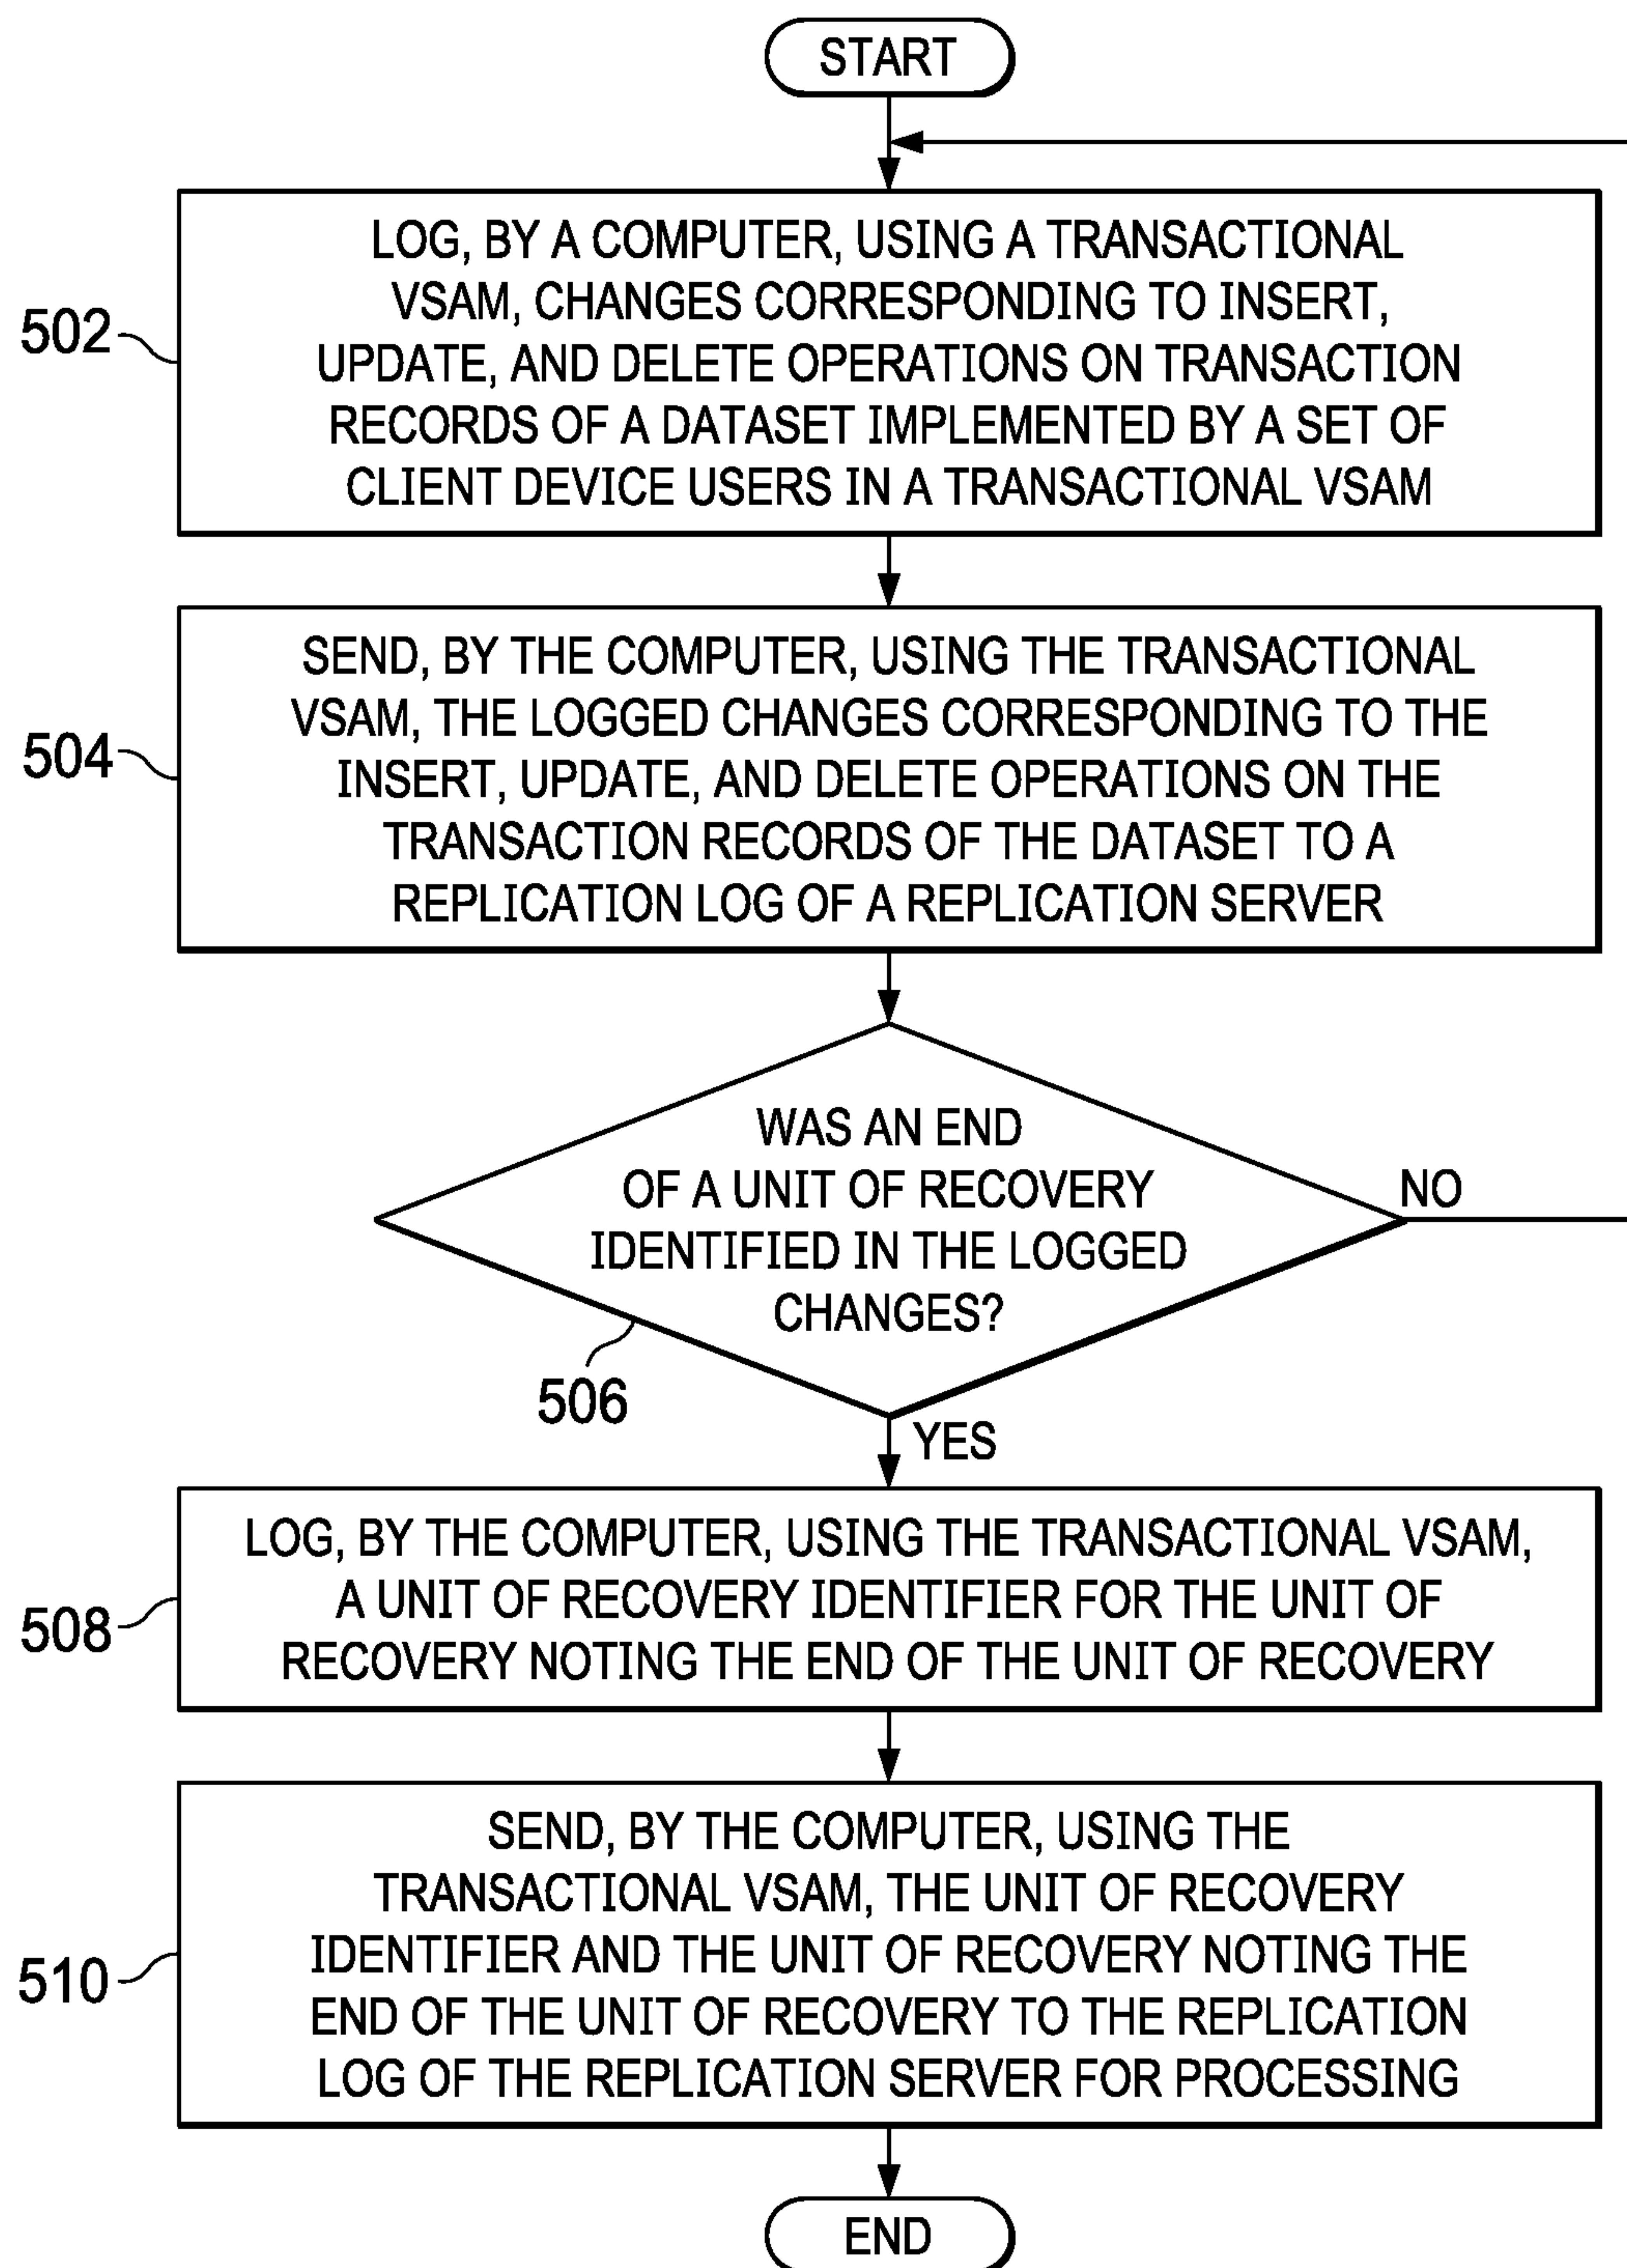 START
502
LOG, BY A COMPUTER, USING A TRANSACTIONAL
VSAM, CHANGES CORRESPONDING TO INSERT,
UPDATE, AND DELETE OPERATIONS ON TRANSACTION
RECORDS OF A DATASET IMPLEMENTED BY A SET OF
CLIENT DEVICE USERS IN A TRANSACTIONAL VSAM
504
SEND, BY THE COMPUTER, USING THE TRANSACTIONAL
VSAM, THE LOGGED CHANGES CORRESPONDING TO THE
INSERT, UPDATE, AND DELETE OPERATIONS ON THE
TRANSACTION RECORDS OF THE DATASET TO A
REPLICATION LOG OF A REPLICATION SERVER
WAS AN END
OF A UNIT OF RECOVERY
IDENTIFIED IN THE LOGGED
CHANGES?
NO
506
YES
508
LOG, BY THE COMPUTER, USING THE TRANSACTIONAL VSAM,
A UNIT OF RECOVERY IDENTIFIER FOR THE UNIT OF
RECOVERY NOTING THE END OF THE UNIT OF RECOVERY
510
SEND, BY THE COMPUTER, USING THE
TRANSACTIONAL VSAM, THE UNIT OF RECOVERY
IDENTIFIER AND THE UNIT OF RECOVERY NOTING THE
END OF THE UNIT OF RECOVERY TO THE REPLICATION
LOG OF THE REPLICATION SERVER FOR PROCESSING
END